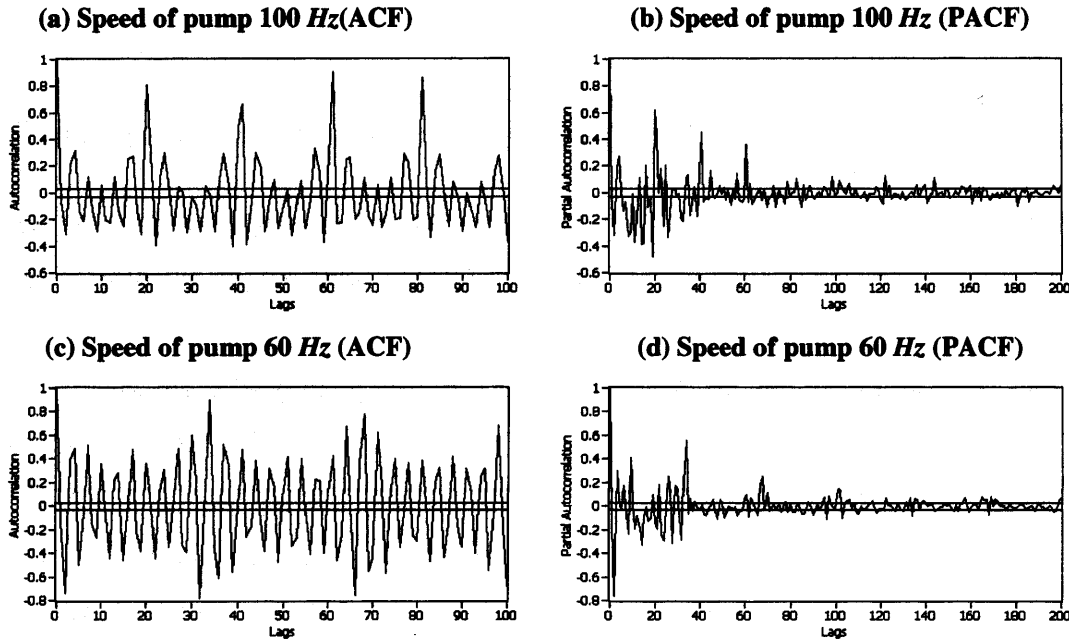 (a) Speed of pump 100 Hz(ACF)
Autocorrelation
1
0.8
0.6
0.4
0.2
0
-0.2
-0.4
-0.6
0 10 20 30 40 50 60 70 80 90 100
Lags
(b) Speed of pump 100 Hz (PACF)
Partial Autocorrelation
1
0.8
0.6
0.4
0.2
0
-0.2
-0.4
-0.6
0 20 40 60 80 100 120 140 160 180 200
Lags
(c) Speed of pump 60 Hz (ACF)
Autocorrelation
1
0.8
0.6
0.4
0.2
0
-0.2
-0.4
-0.6
-0.8
0 10 20 30 40 50 60 70 80 90 100
Lags
(d) Speed of pump 60 Hz (PACF)
Partial Autocorrelation
1
0.8
0.6
0.4
0.2
0
-0.2
-0.4
-0.6
-0.8
0 20 40 60 80 100 120 140 160 180 200
Lags